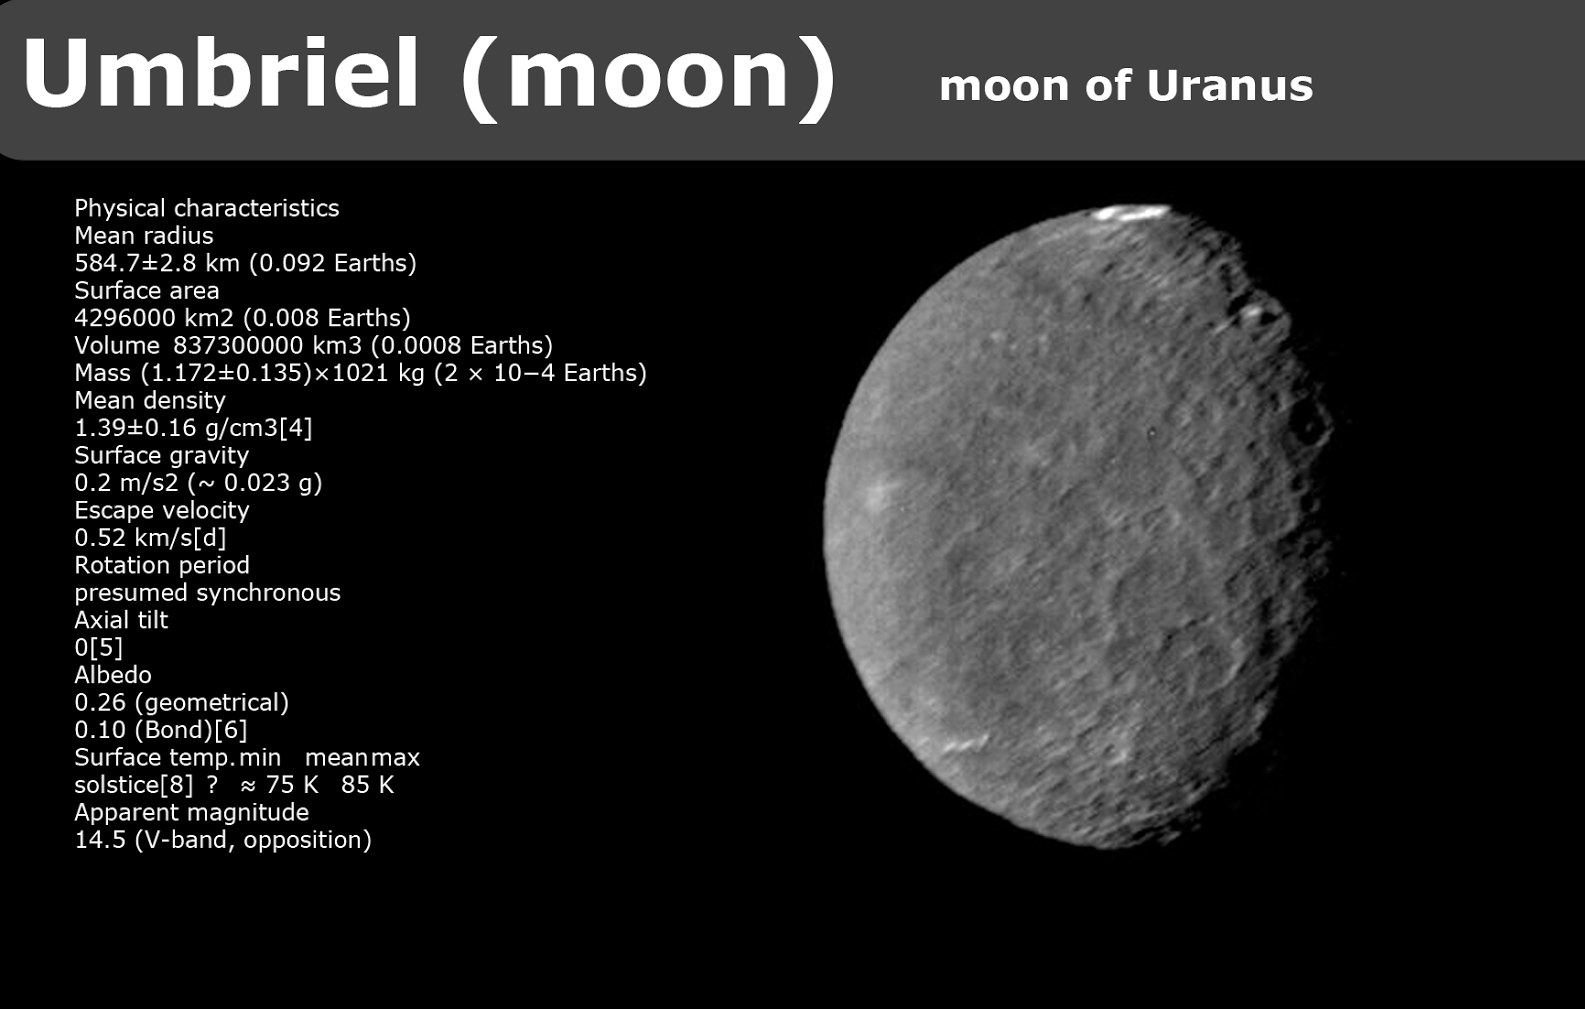 Umbriel (moon) moon of Uranus
Physical characteristics
Mean radius
584.7±2.8 km (0.092 Earths)
Surface area
4296000 km2 (0.008 Earths)
Volume 837300000 km3 (0.0008 Earths)
Mass (1.172±0.135)×1021 kg (2 × 10−4 Earths)
Mean density
1.39±0.16 g/cm3[4]
Surface gravity
0.2 m/s2 (~ 0.023 g)
Escape velocity
0.52 km/s[d]
Rotation period
presumed synchronous
Axial tilt
0[5]
Albedo
0.26 (geometrical)
0.10 (Bond)[6]
Surface temp. min mean max
solstice[8] ? ≈ 75 K 85 K
Apparent magnitude
14.5 (V-band, opposition)